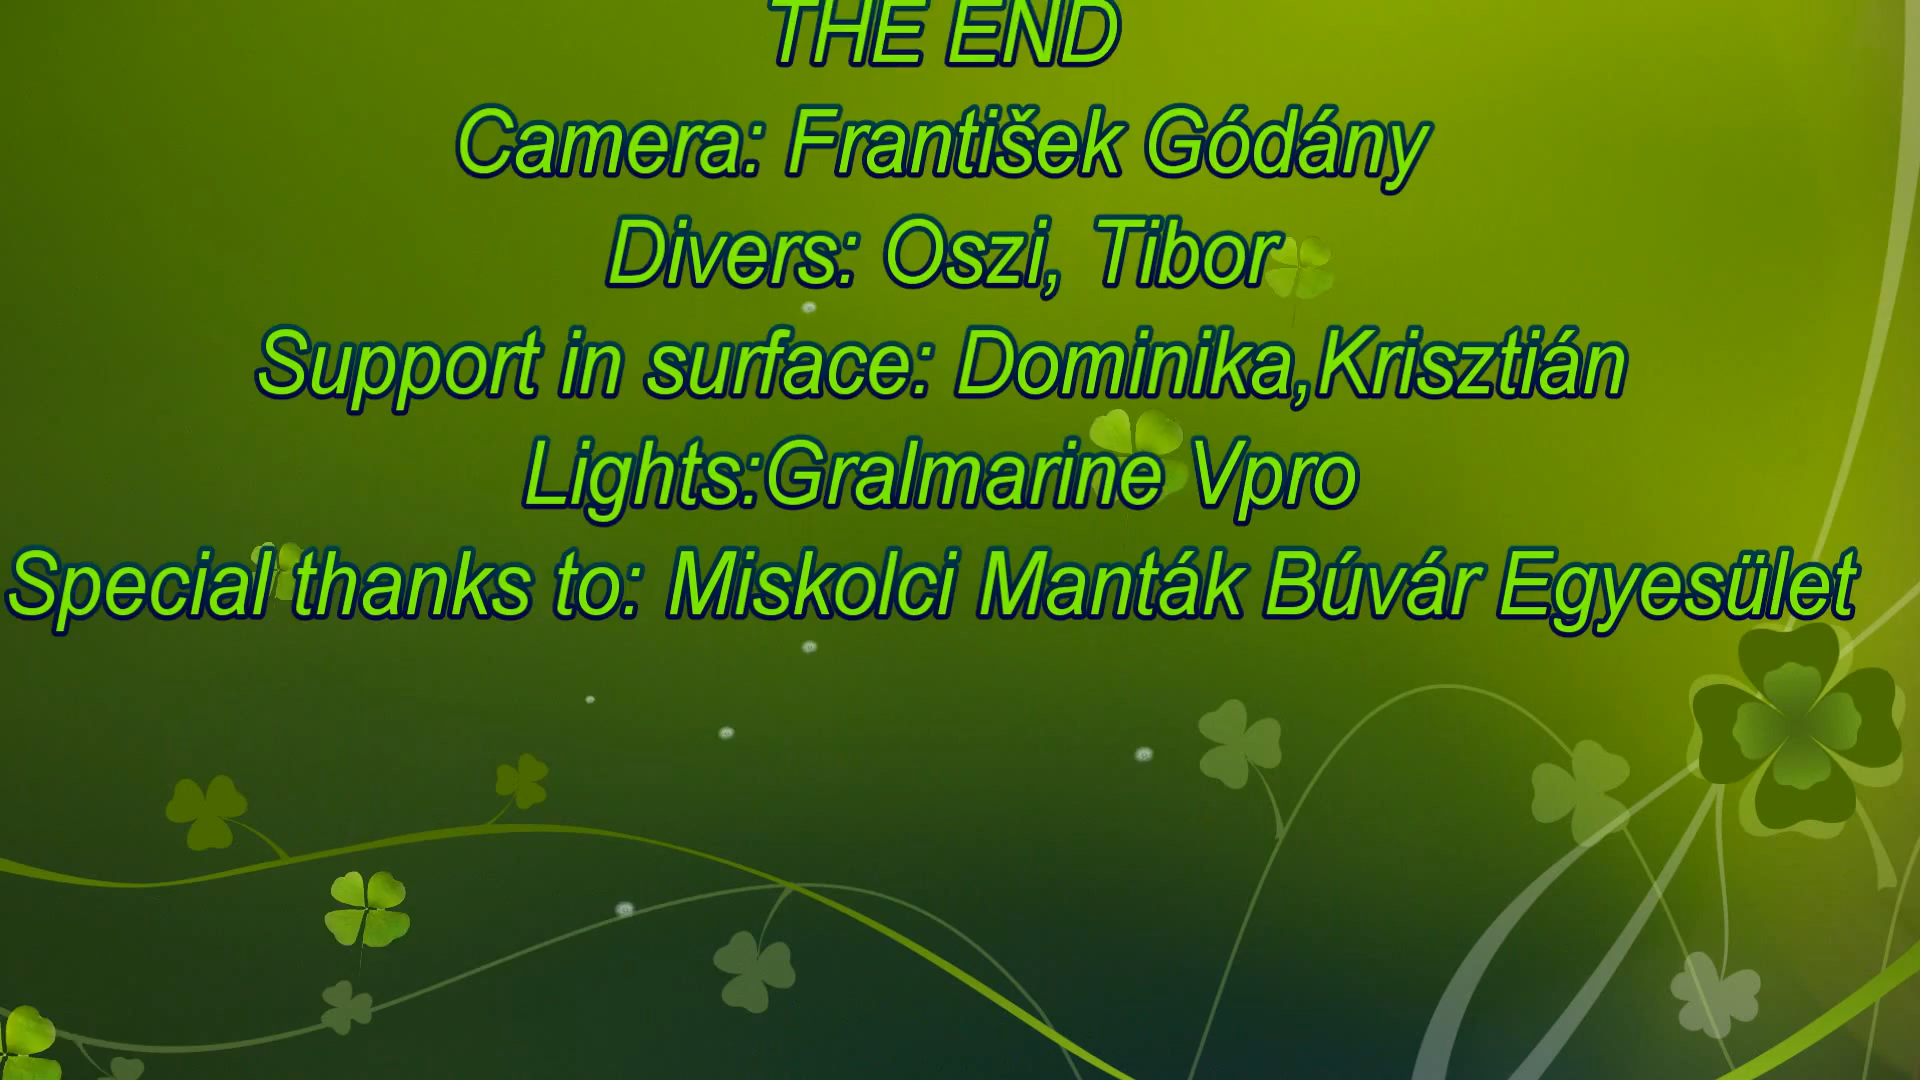 THE END
Camera: František Gódány
Divers: Oszi, Tibor
Support in surface: Dominika,Krisztián
Lights:Gralmarine Vpro
Special thanks to: Miskolci Manták Búvár Egyesület